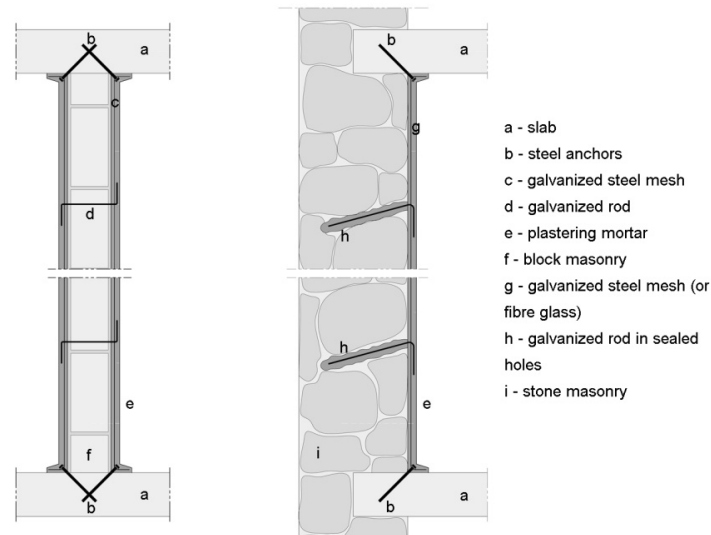 b
b
a
a
c
g
d
h
h
e
e
f
i
a
a
b
b
a - slab
b - steel anchors
c - galvanized steel mesh
d - galvanized rod
e - plastering mortar
f - block masonry
g - galvanized steel mesh (or
fibre glass)
h - galvanized rod in sealed
holes
i - stone masonry